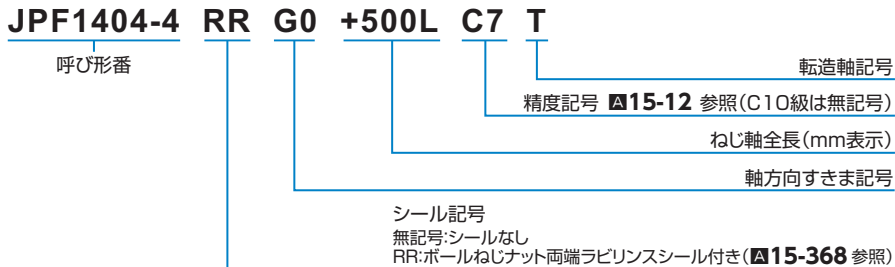 JPF1404-4 RR G0 +500L C7 T
呼び形番
転造軸記号
精度記号 A15-12 参照(C10級は無記号)
ねじ軸全長(mm表示)
軸方向すきま記号
シール記号
無記号:シールなし
RR:ボールねじナット両端ラビリンスシール付き(A15-368 参照)